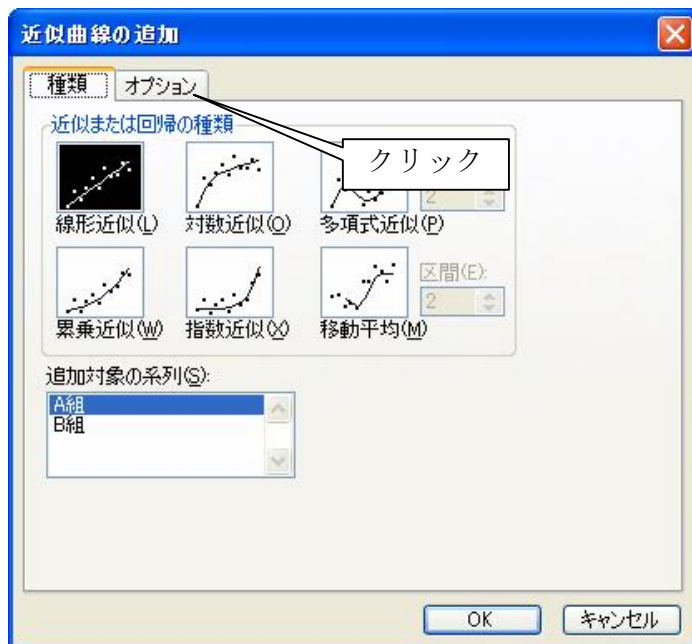 近似曲線の追加
種類 オプション
近似または回帰の種類
クリック
2
線形近似(L) 対数近似(O) 多項式近似(P)
区間(E):
2
累乗近似(W) 指数近似(X) 移動平均(M)
追加対象の系列(S):
A組
B組
OK キャンセル